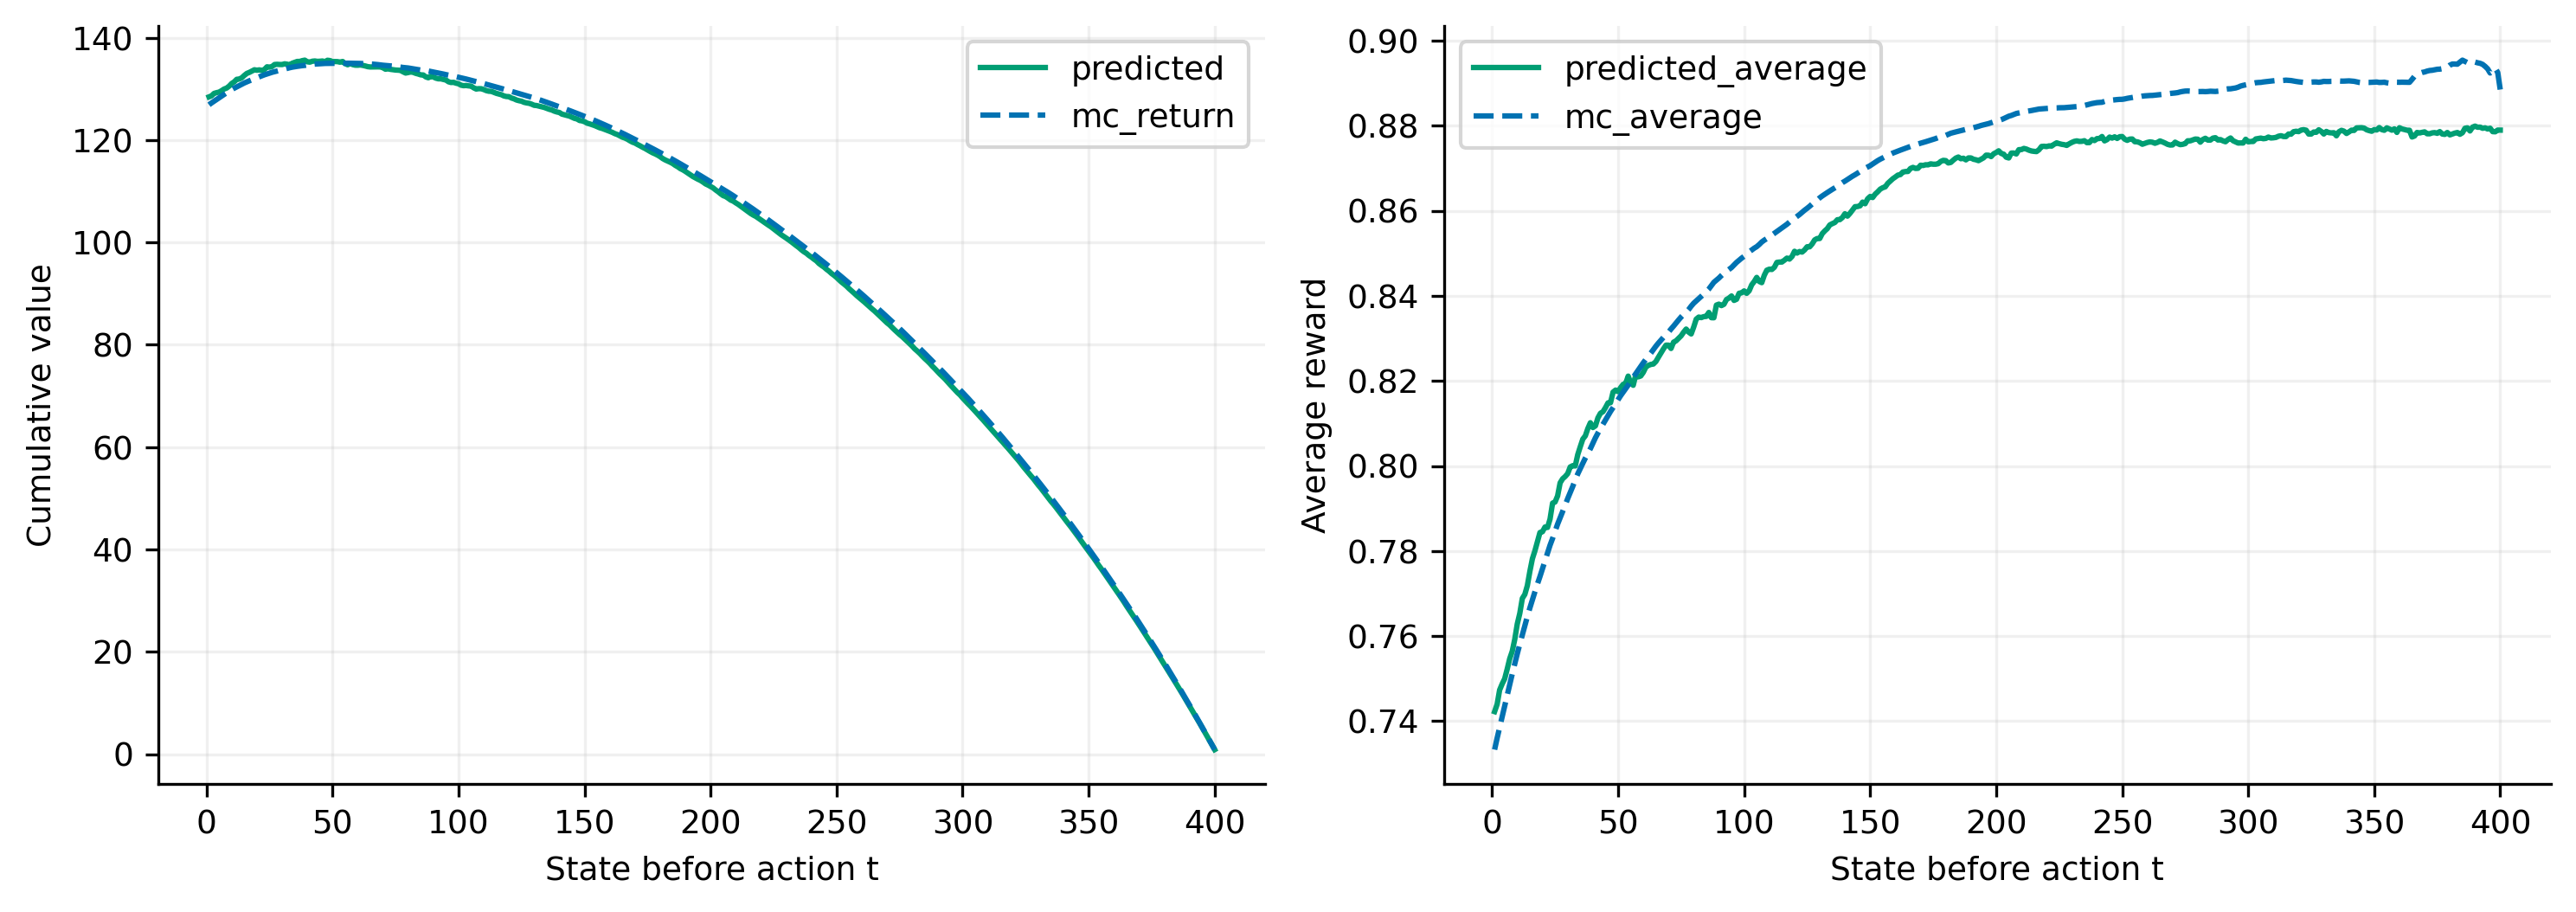 140
120
100
80
60
40
20
0
Cumulative value
predicted
mc_return
0 50 100 150 200 250 300 350 400
State before action t
0.90
0.88
0.86
0.84
0.82
0.80
0.78
0.76
0.74
Average reward
predicted_average
mc_average
0 50 100 150 200 250 300 350 400
State before action t